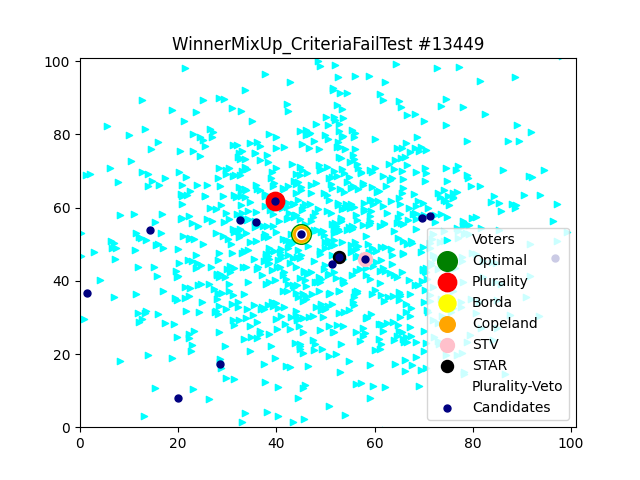 WinnerMixUp_CriteriaFailTest #13449
100
80
60
40
20
0
0
20
40
60
80
100
Voters
Optimal
Plurality
Borda
Copeland
STV
STAR
Plurality-Veto
Candidates